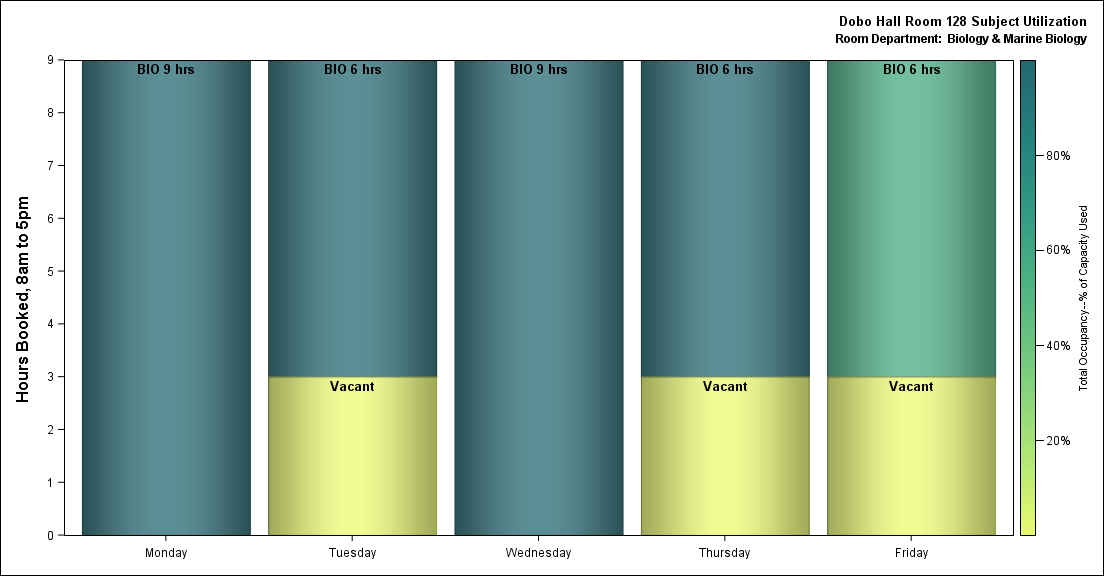 Dobo Hall Room 128 Subject Utilization
Room Department: Biology & Marine Biology
Hours Booked, 8am to 5pm
9
8
7
6
5
4
3
2
1
0
BIO 9 hrs
BIO 6 hrs
BIO 9 hrs
BIO 6 hrs
BIO 6 hrs
Vacant
Vacant
Vacant
Monday
Tuesday
Wednesday
Thursday
Friday
80%
60%
40%
20%
Total Occupancy--% of Capacity Used